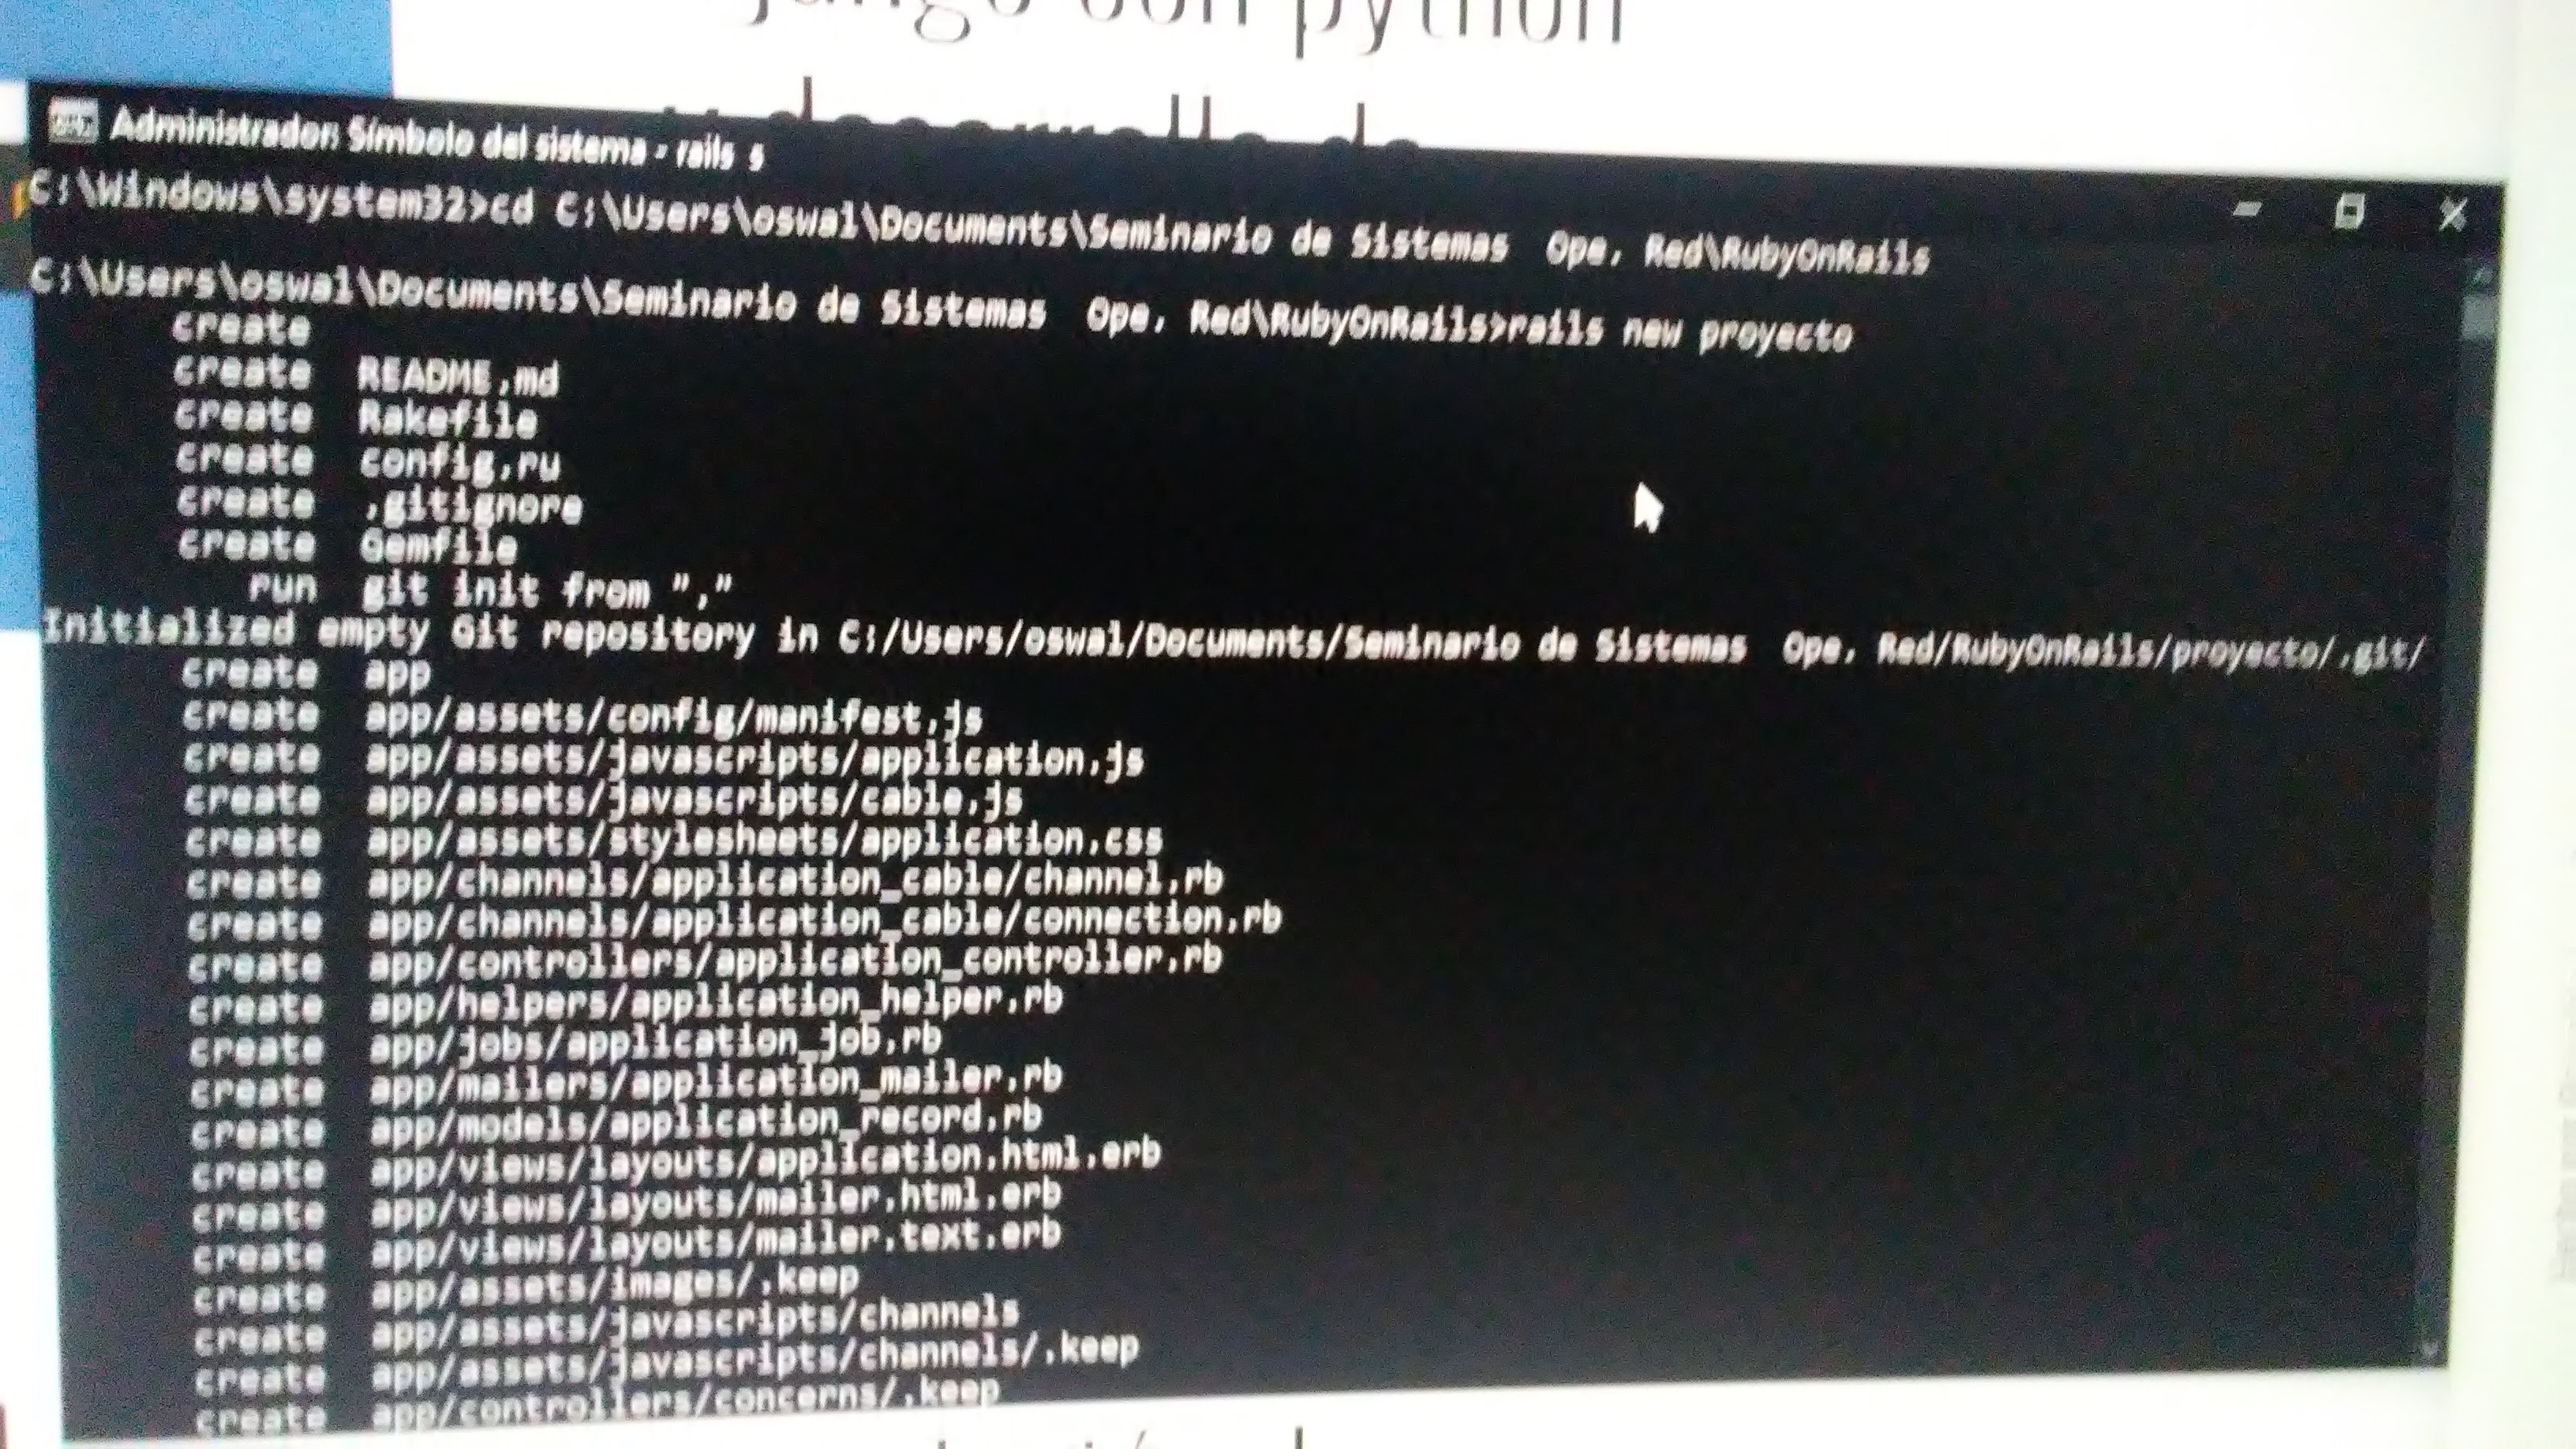 con python
Administrador: Símbolo del sistema - rails s
C:\Windows\system32>cd C:\Users\oswal\Documents\Seminario de Sistemas  Ope, Red\RubyOnRails
C:\Users\oswal\Documents\Seminario de Sistemas  Ope, Red\RubyOnRails>rails new proyecto
create
create  README.md
create  Rakefile
create  config.ru
create  .gitignore
create  Gemfile
run  git init from "."
Initialized empty Git repository in C:/Users/oswal/Documents/Seminario de Sistemas  Ope, Red/RubyOnRails/proyecto/.git/
create  app
create  app/assets/config/manifest.js
create  app/assets/javascripts/application.js
create  app/assets/javascripts/cable.js
create  app/assets/stylesheets/application.css
create  app/channels/application_cable/channel.rb
create  app/channels/application_cable/connection.rb
create  app/controllers/application_controller.rb
create  app/helpers/application_helper.rb
create  app/jobs/application_job.rb
create  app/mailers/application_mailer.rb
create  app/models/application_record.rb
create  app/views/layouts/application.html.erb
create  app/views/layouts/mailer.html.erb
create  app/views/layouts/mailer.text.erb
create  app/assets/images/.keep
create  app/assets/javascripts/channels
create  app/assets/javascripts/channels/.keep
create  app/controllers/concerns/.keep